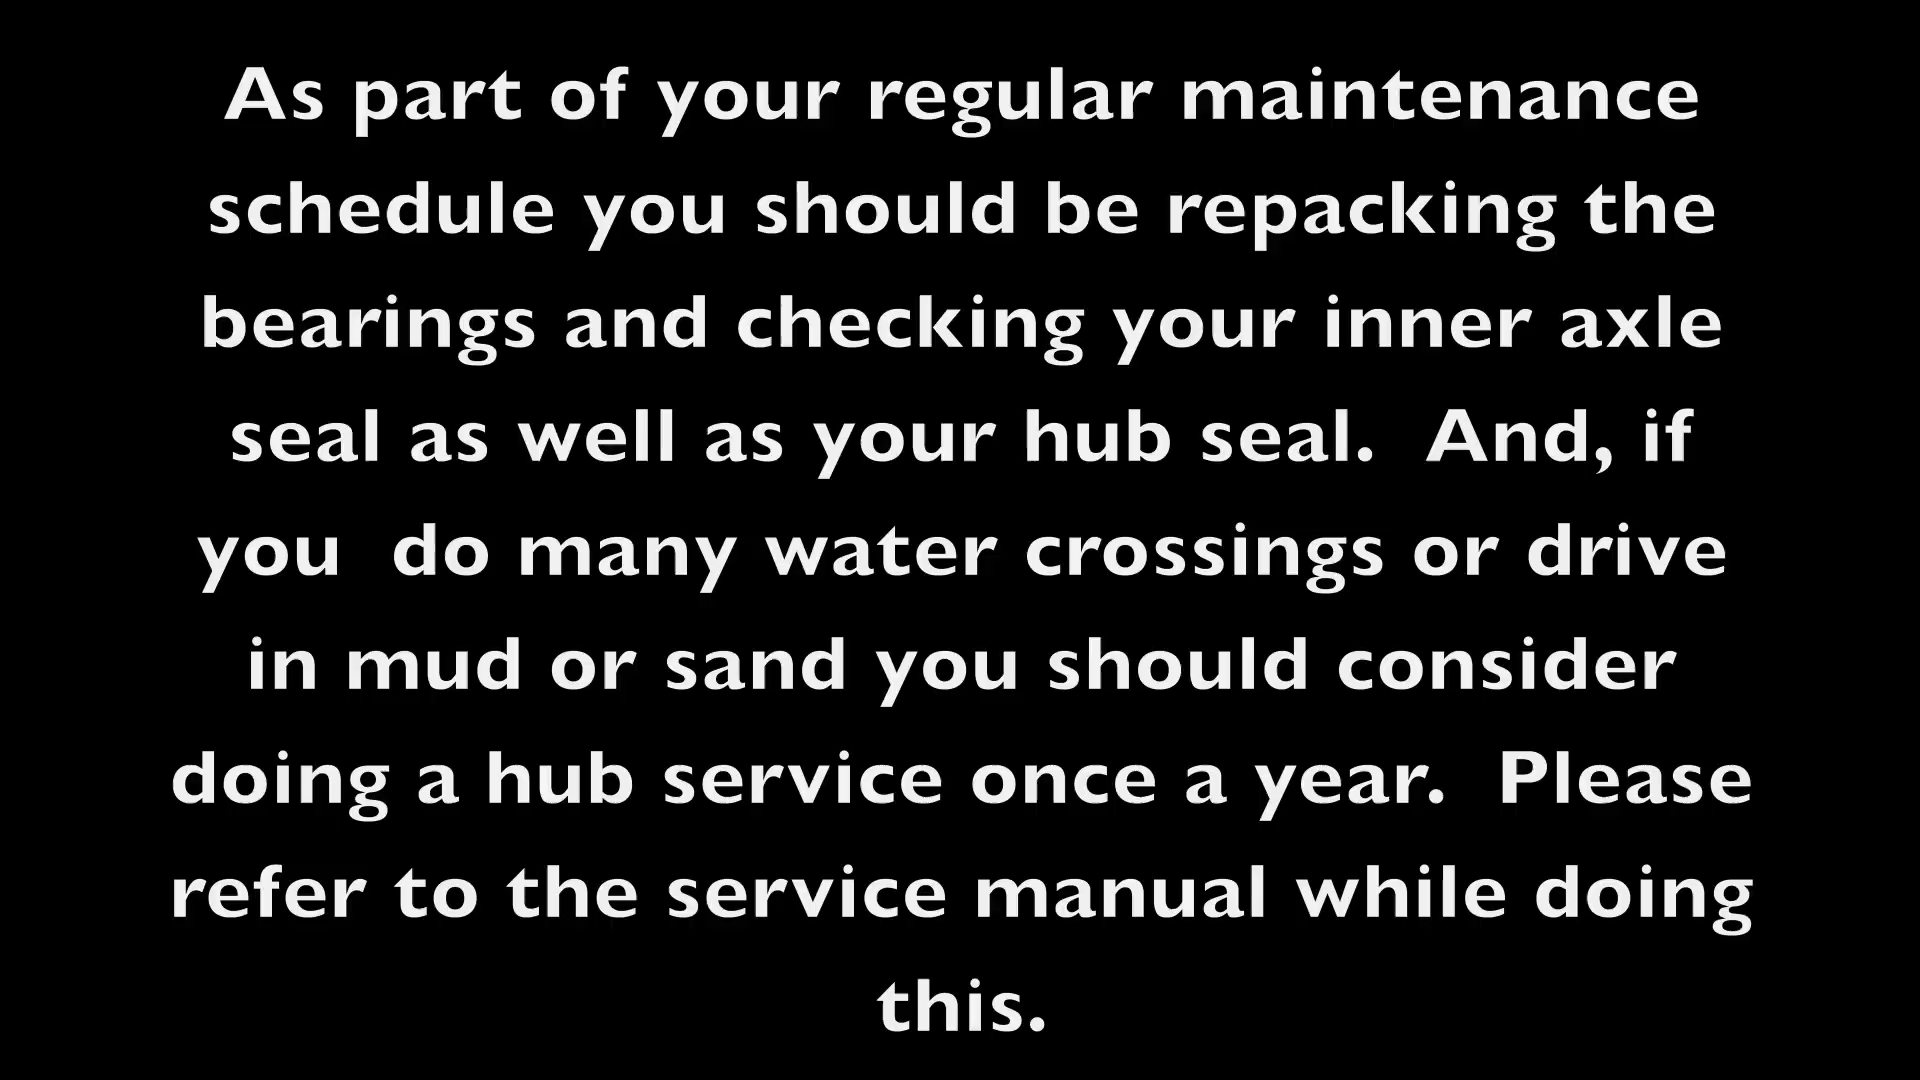 As part of your regular maintenance
schedule you should be repacking the
bearings and checking your inner axle
seal as well as your hub seal.  And, if
you  do many water crossings or drive
in mud or sand you should consider
doing a hub service once a year.  Please
refer to the service manual while doing
this.